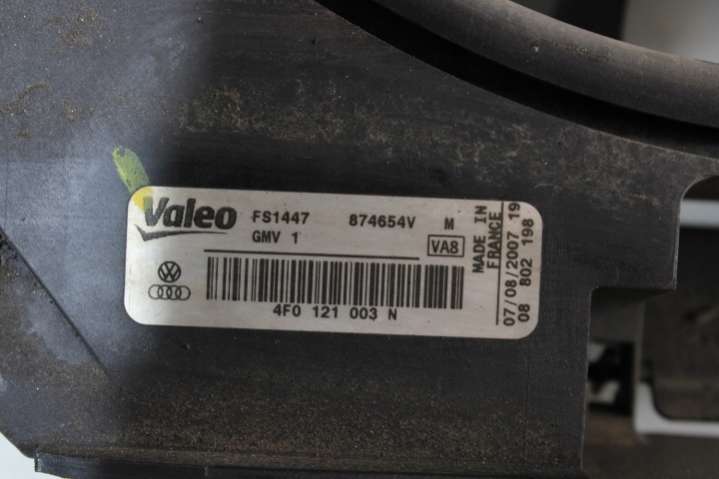 Valeo FS1447 874654V M
GMV 1 VA8
4F0 121 003 N
MADE IN
FRANCE
07/08/2007 19
08 802 198